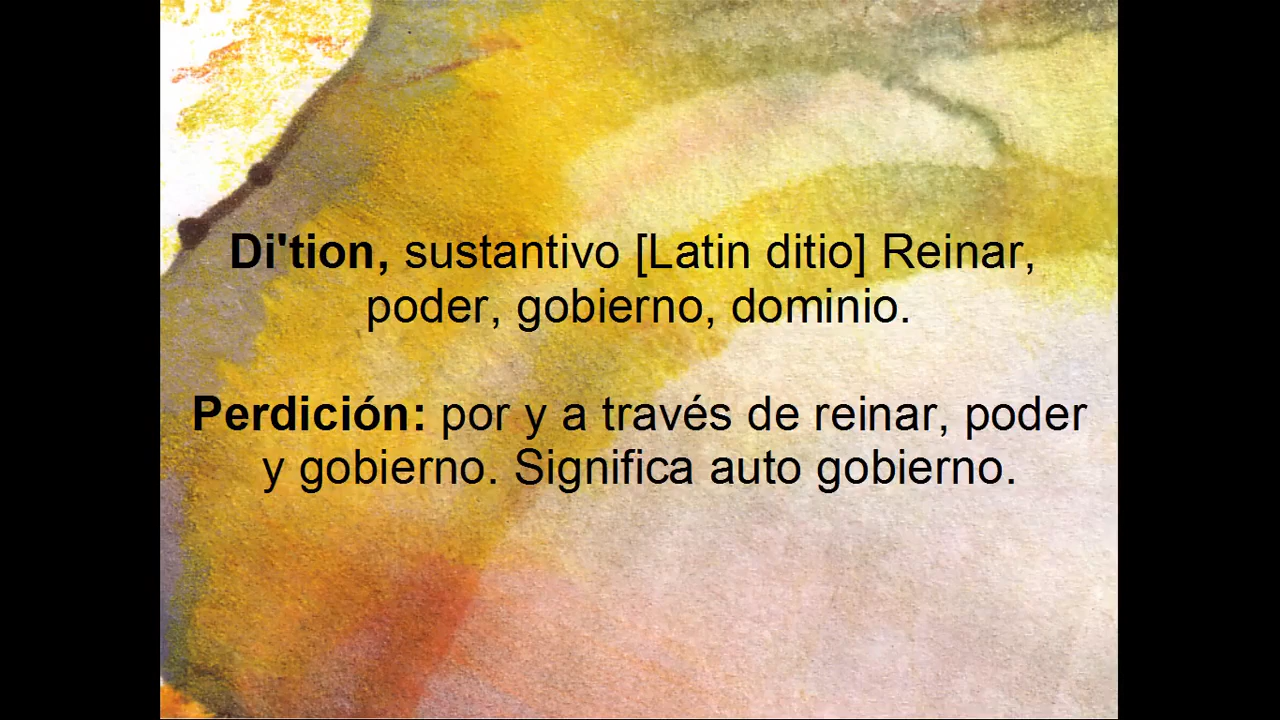 Di'tion, sustantivo [Latin ditio] Reinar,
poder, gobierno, dominio.
Perdición: por y a través de reinar, poder
y gobierno. Significa auto gobierno.